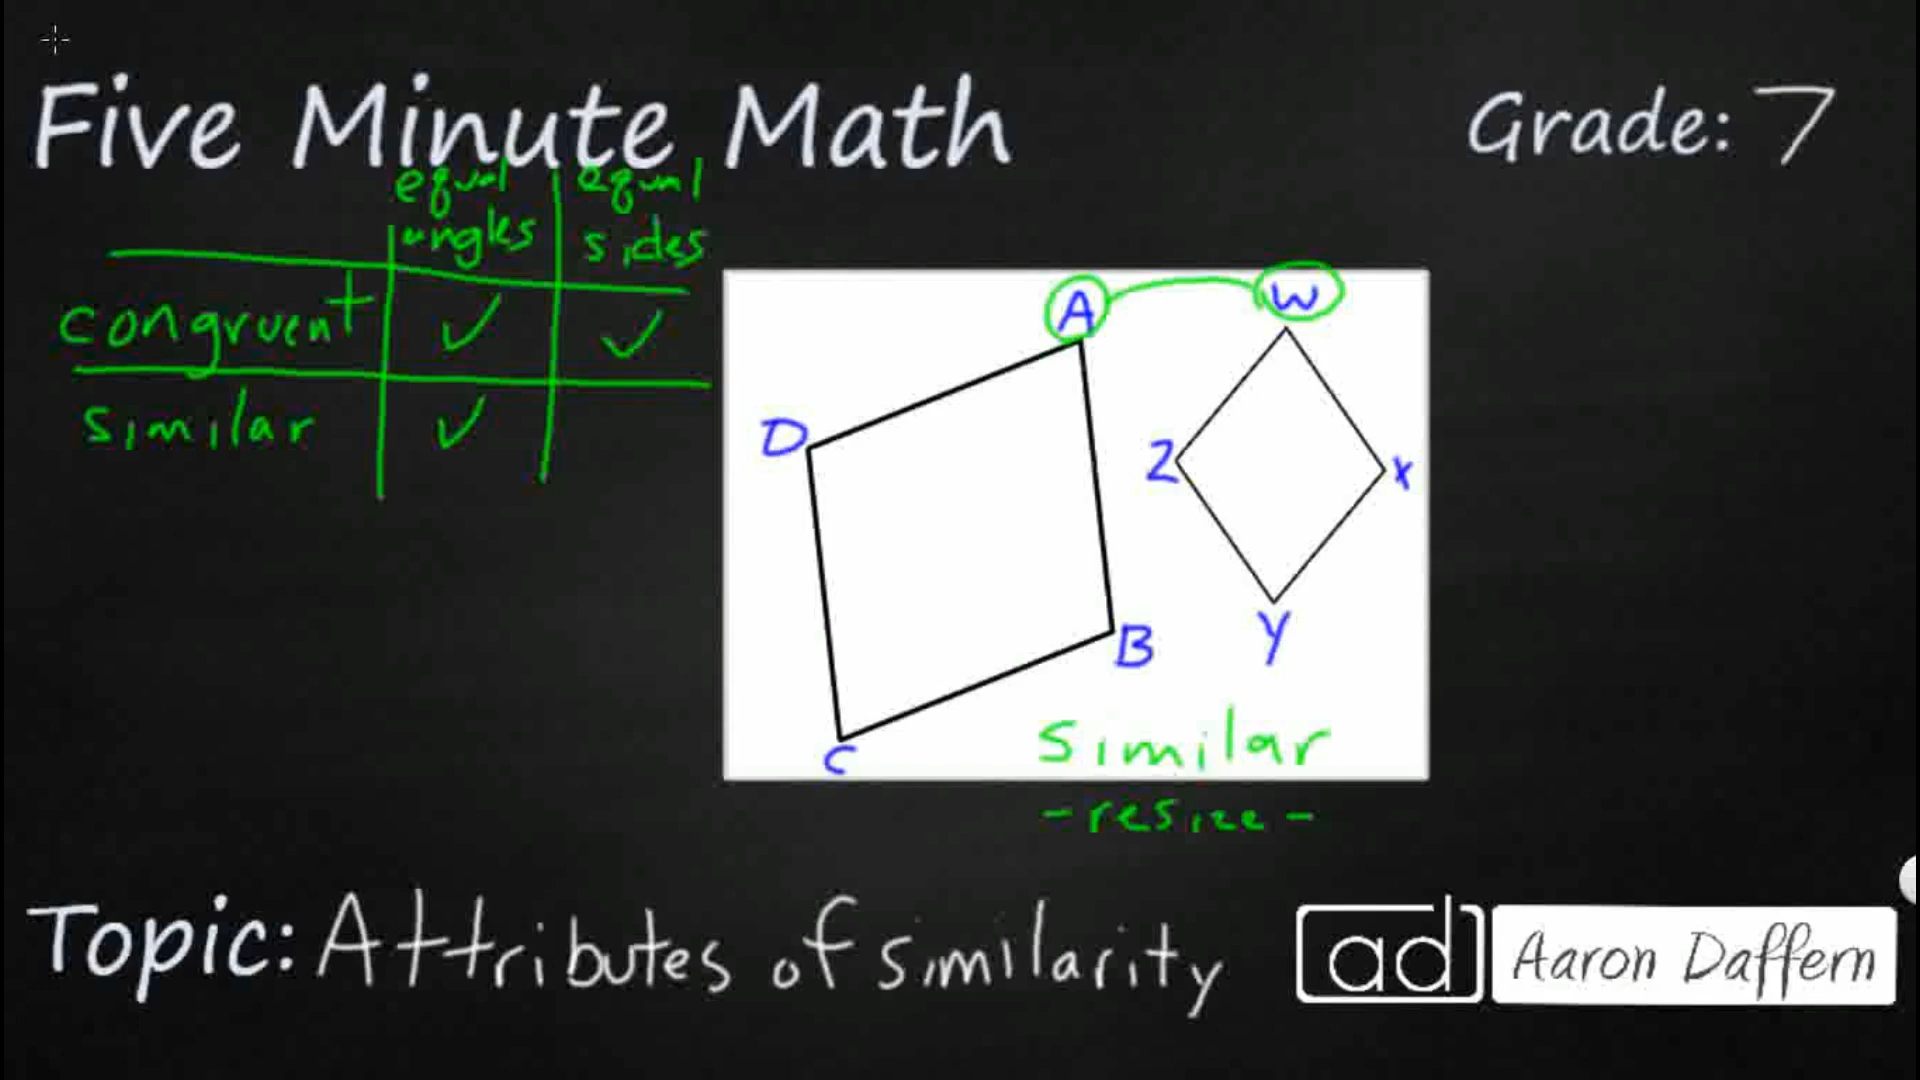 Five Minute Math
Grade: 7
equal angles
equal sides
congruent ✓ ✓
similar ✓
A
W
D
Z
X
B
Y
C
similar
- resize -
Topic: Attributes of similarity
ad
Aaron Daffern